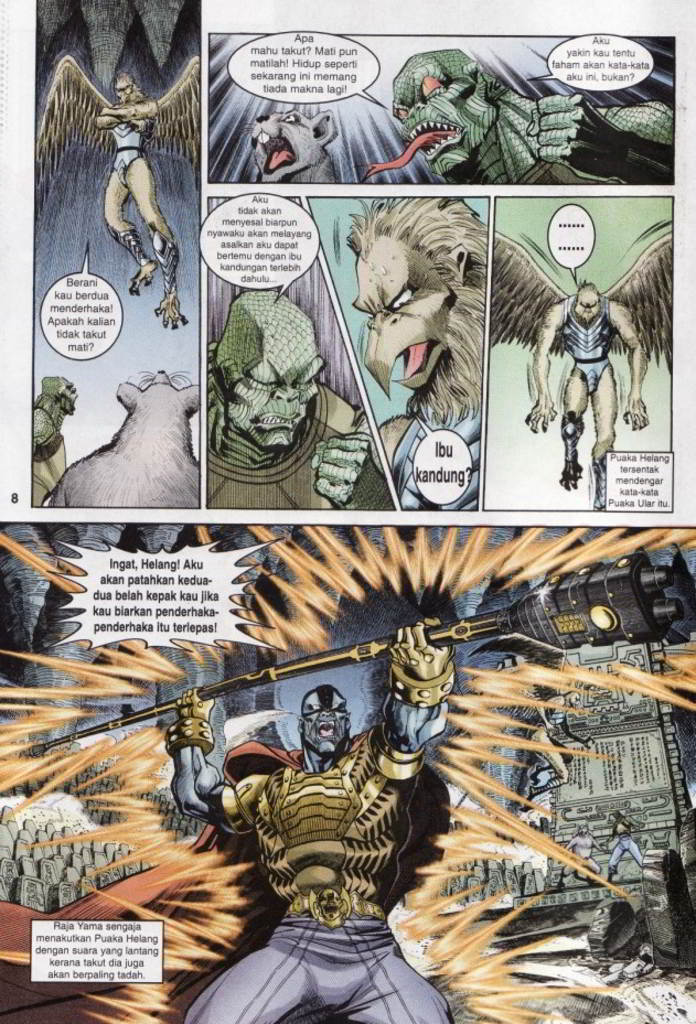 Berani
kau berdua
menderhaka!
Apakah kalian
tidak takut
mati?
Apa
mahu takut? Mati pun
matilah! Hidup seperti
sekarang ini memang
tiada makna lagi!
Aku
yakin kau tentu
faham akan kata-kata
aku ini, bukan?
Aku
tidak akan
menyesal biarpun
nyawaku akan melayang
asalkan aku dapat
bertemu dengan ibu
kandungan terlebih
dahulu...
Ibu
kandung?
......
......
Puaka Helang
tersentak
mendengar
kata-kata
Puaka Ular itu.
8
Ingat, Helang! Aku
akan patahkan kedua-
dua belah kepak kau jika
kau biarkan penderhaka-
penderhaka itu terlepas!
Raja Yama sengaja
menakutkan Puaka Helang
dengan suara yang lantang
kerana takut dia juga
akan berpaling tadah.